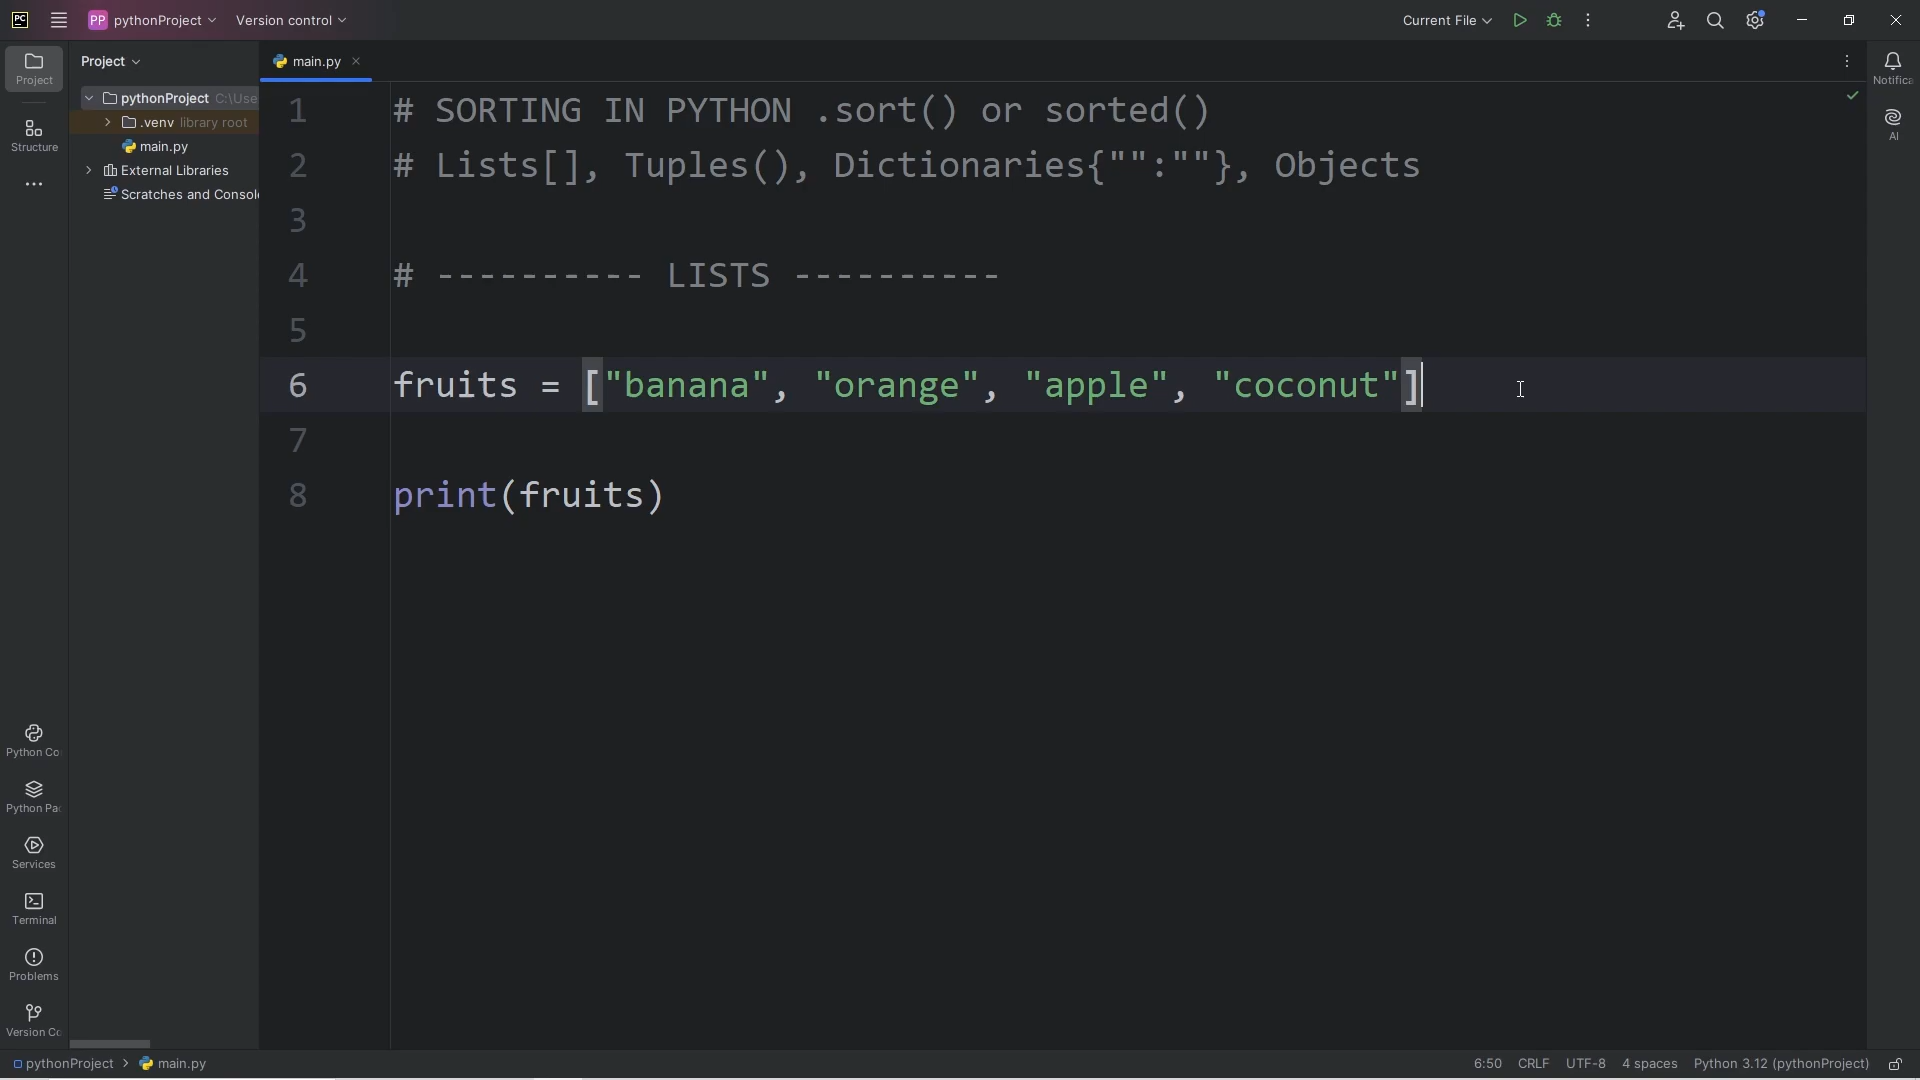 PC PP pythonProject Version control Current File
Project
Structure
Project
pythonProject C:\Use
.venv library root
main.py
External Libraries
Scratches and Consol
main.py
Notifica
AI
1 # SORTING IN PYTHON .sort() or sorted()
2 # Lists[], Tuples(), Dictionaries{"":""}, Objects
3
4 # ---------- LISTS ----------
5
6 fruits = ["banana", "orange", "apple", "coconut"]
7
8 print(fruits)
Python Co
Python Pa
Services
Terminal
Problems
Version Co
pythonProject > main.py 6:50 CRLF UTF-8 4 spaces Python 3.12 (pythonProject)